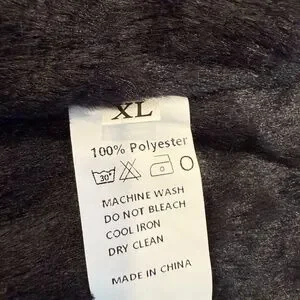 XL
100% Polyester
30°
MACHINE WASH
DO NOT BLEACH
COOL IRON
DRY CLEAN
MADE IN CHINA